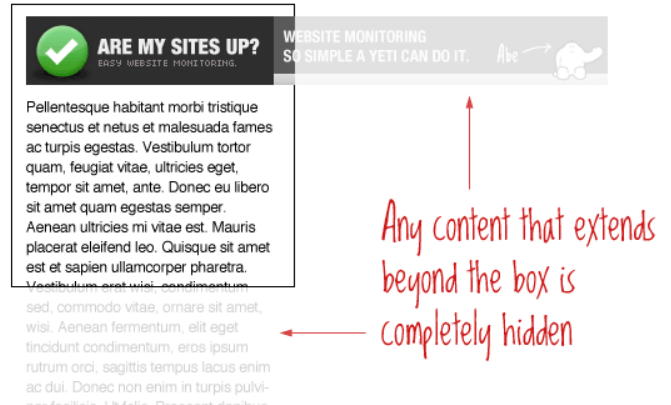 ARE MY SITES UP?
EASY WEBSITE MONITORING.
WEBSITE MONITORING
SO SIMPLE A YETI CAN DO IT.
Abe
Pellentesque habitant morbi tristique
senectus et netus et malesuada fames
ac turpis egestas. Vestibulum tortor
quam, feugiat vitae, ultricies eget,
tempor sit amet, ante. Donec eu libero
sit amet quam egestas semper.
Aenean ultricies mi vitae est. Mauris
placerat eleifend leo. Quisque sit amet
est et sapien ullamcorper pharetra.
Vestibulum erat wisi, condimentum
sed, commodo vitae, ornare sit amet,
wisi. Aenean fermentum, elit eget
tincidunt condimentum, eros ipsum
rutrum orci, sagittis tempus lacus enim
ac dui. Donec non enim in turpis pulvi-
Any content that extends
beyond the box is
completely hidden